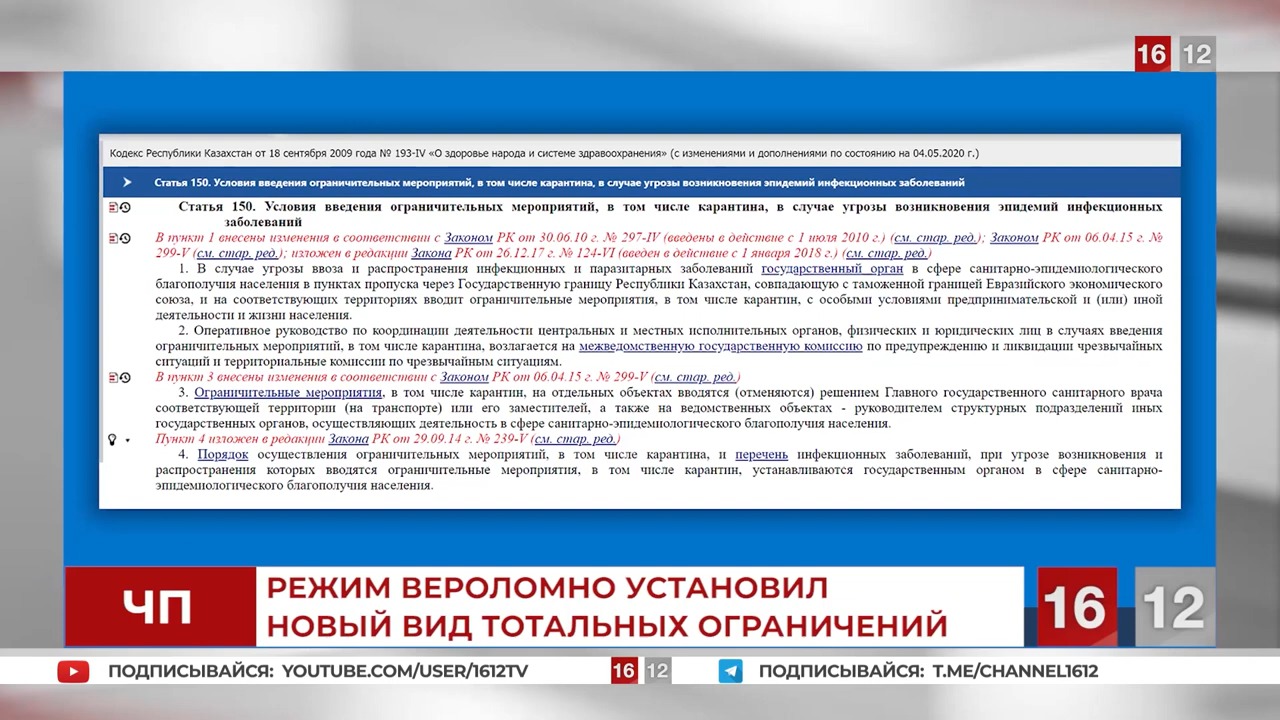 16 12
Кодекс Республики Казахстан от 18 сентября 2009 года № 193-IV «О здоровье народа и системе здравоохранения» (с изменениями и дополнениями по состоянию на 04.05.2020 г.)
Статья 150. Условия введения ограничительных мероприятий, в том числе карантина, в случае угрозы возникновения эпидемий инфекционных заболеваний
Статья 150. Условия введения ограничительных мероприятий, в том числе карантина, в случае угрозы возникновения эпидемий инфекционных
заболеваний
В пункт 1 внесены изменения в соответствии с Законом РК от 30.06.10 г. № 297-IV (введены в действие с 1 июля 2010 г.) (см. стар. ред.); Законом РК от 06.04.15 г. №
299-V (см. стар. ред.); изложен в редакции Закона РК от 26.12.17 г. № 124-VI (введен в действие с 1 января 2018 г.) (см. стар. ред.)
1. В случае угрозы ввоза и распространения инфекционных и паразитарных заболеваний государственный орган в сфере санитарно-эпидемиологического
благополучия населения в пунктах пропуска через Государственную границу Республики Казахстан, совпадающую с таможенной границей Евразийского экономического
союза, и на соответствующих территориях вводит ограничительные мероприятия, в том числе карантин, с особыми условиями предпринимательской и (или) иной
деятельности и жизни населения.
2. Оперативное руководство по координации деятельности центральных и местных исполнительных органов, физических и юридических лиц в случаях введения
ограничительных мероприятий, в том числе карантина, возлагается на межведомственную государственную комиссию по предупреждению и ликвидации чрезвычайных
ситуаций и территориальные комиссии по чрезвычайным ситуациям.
В пункт 3 внесены изменения в соответствии с Законом РК от 06.04.15 г. № 299-V (см. стар. ред.)
3. Ограничительные мероприятия, в том числе карантин, на отдельных объектах вводятся (отменяются) решением Главного государственного санитарного врача
соответствующей территории (на транспорте) или его заместителей, а также на ведомственных объектах - руководителем структурных подразделений иных
государственных органов, осуществляющих деятельность в сфере санитарно-эпидемиологического благополучия населения.
Пункт 4 изложен в редакции Закона РК от 29.09.14 г. № 239-V (см. стар. ред.)
4. Порядок осуществления ограничительных мероприятий, в том числе карантина, и перечень инфекционных заболеваний, при угрозе возникновения и
распространения которых вводятся ограничительные мероприятия, в том числе карантин, устанавливаются государственным органом в сфере санитарно-
эпидемиологического благополучия населения.
ЧП
РЕЖИМ ВЕРОЛОМНО УСТАНОВИЛ
НОВЫЙ ВИД ТОТАЛЬНЫХ ОГРАНИЧЕНИЙ
16 12
ПОДПИСЫВАЙСЯ: YOUTUBE.COM/USER/1612TV
16 12
ПОДПИСЫВАЙСЯ: T.ME/CHANNEL1612